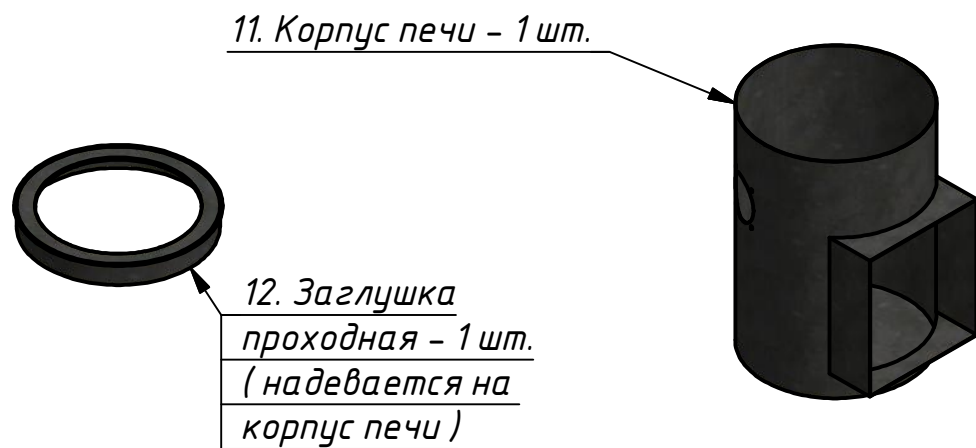 11. Корпус печи - 1 шт.
12. Заглушка
проходная - 1 шт.
( надевается на
корпус печи )